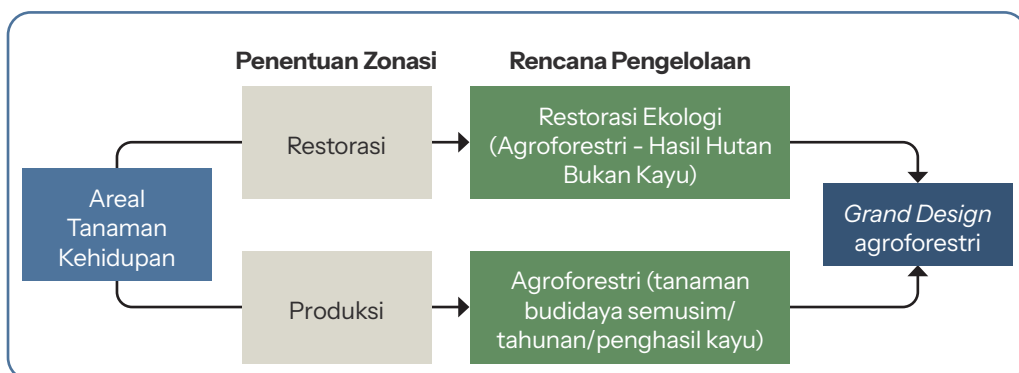 Penentuan Zonasi
Rencana Pengelolaan
Areal
Tanaman
Kehidupan
Restorasi
Restorasi Ekologi
(Agroforestri - Hasil Hutan
Bukan Kayu)
Produksi
Agroforestri (tanaman
budidaya semusim/
tahunan/penghasil kayu)
Grand Design
agroforestri